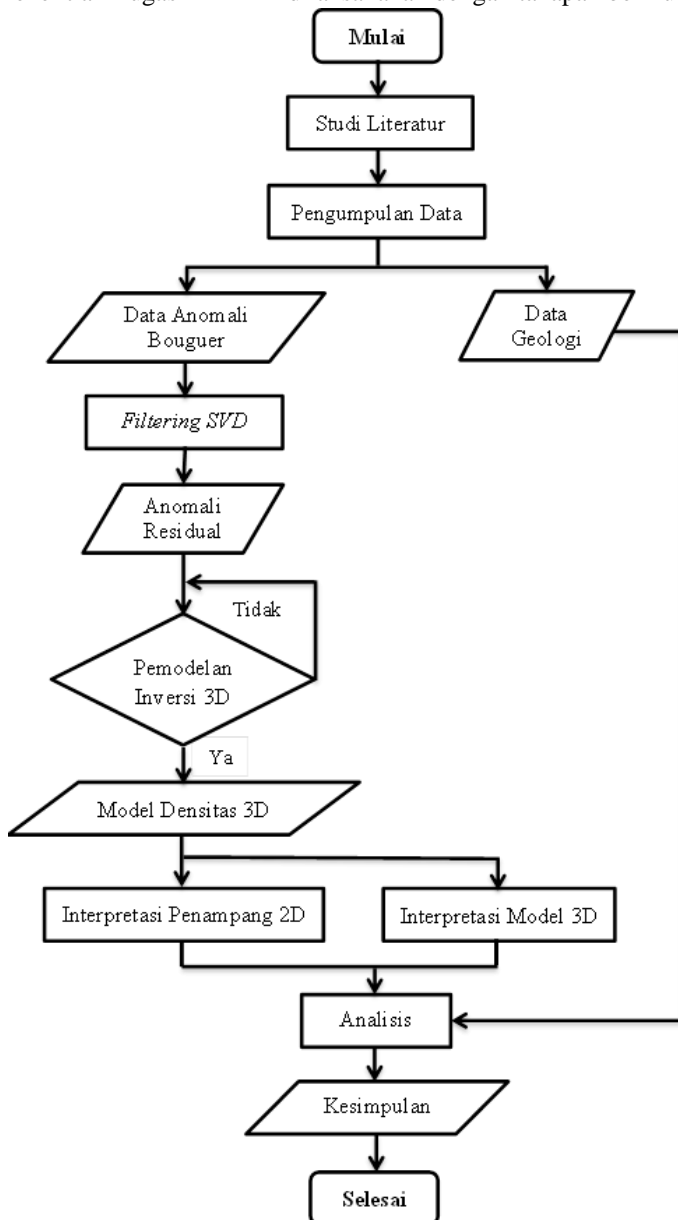 Mulai
Studi Literatur
Pengumpulan Data
Data Anomali
Bouguer
Data
Geologi
Filtering SVD
Anomali
Residual
Tidak
Pemodelan
Inversi 3D
Ya
Model Densitas 3D
Interpretasi Penampang 2D
Interpretasi Model 3D
Analisis
Kesimpulan
Selesai